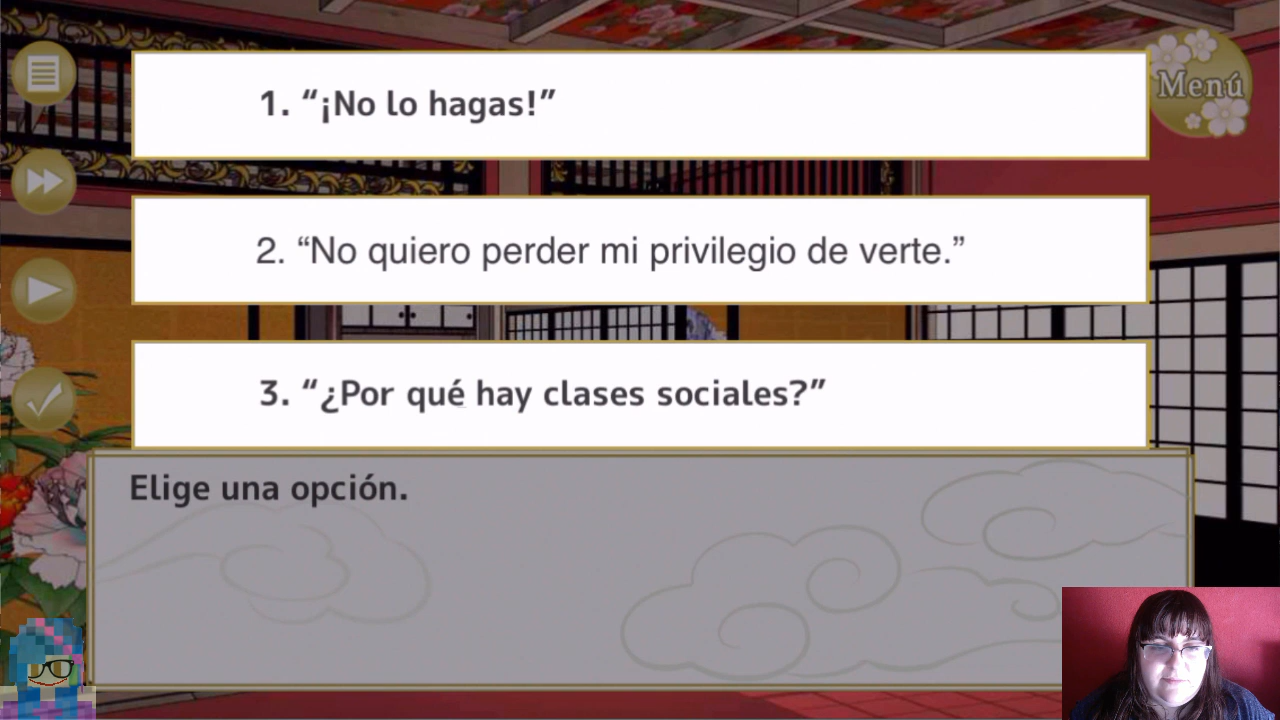 1. “¡No lo hagas!”
Menú
2. “No quiero perder mi privilegio de verte.”
3. “¿Por qué hay clases sociales?”
Elige una opción.